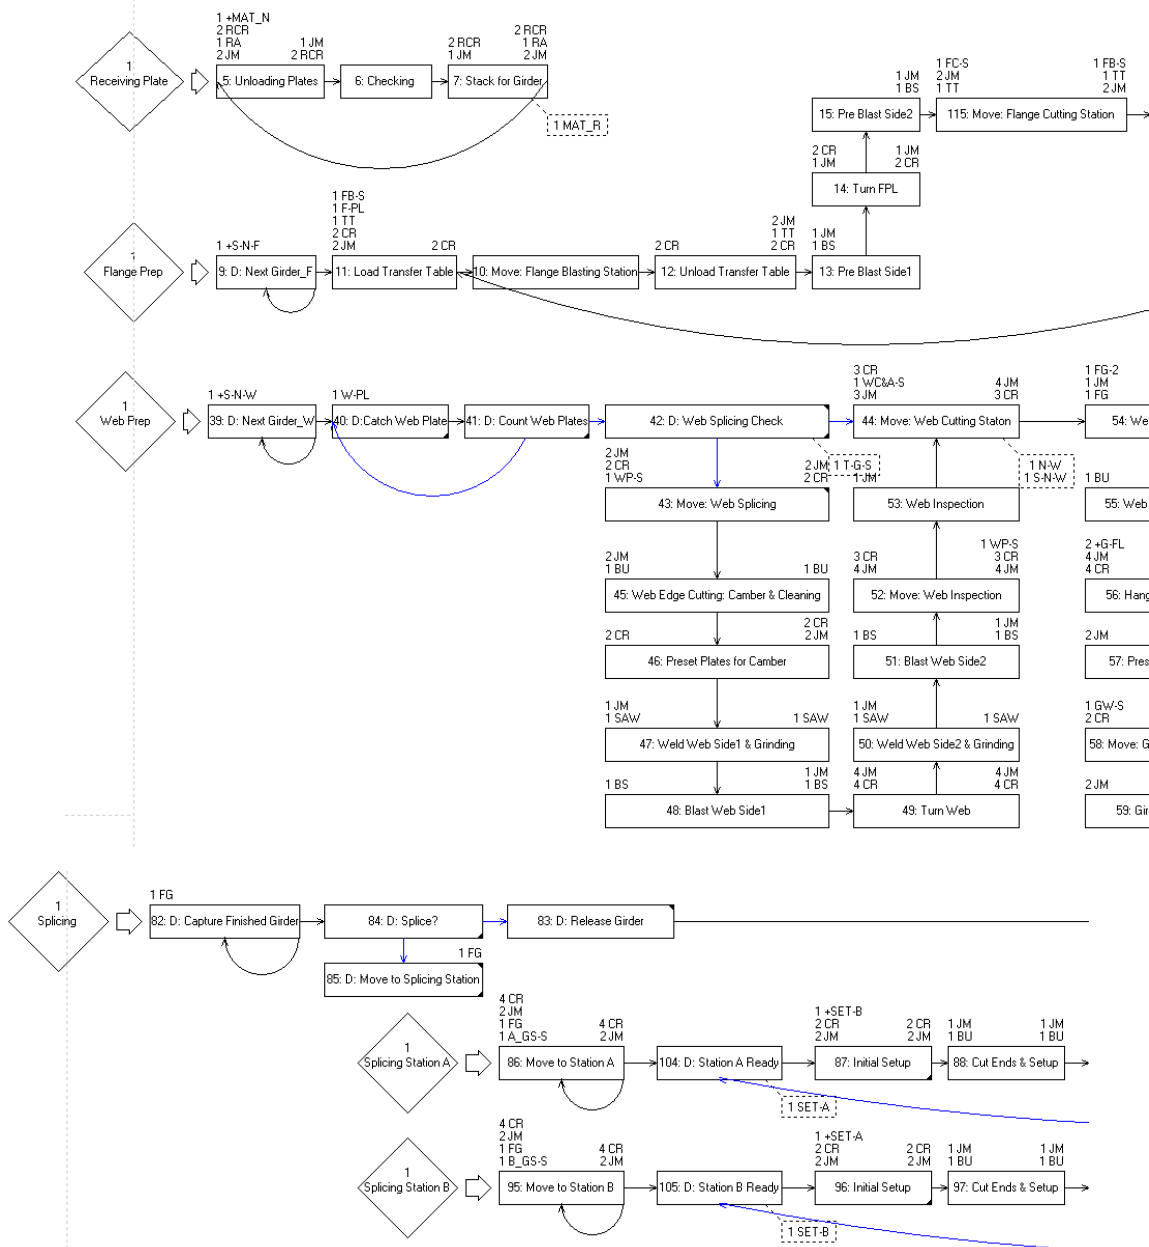 1 +MAT_N
2 RCR
1 RA
2 JM
1 JM
2 RCR
2 RCR
1 JM
2 RCR
1 RA
2 JM
1
Receiving Plate
5: Unloading Plates
6: Checking
7: Stack for Girder
1 MAT_R
1 JM
1 BS
1 FC-S
2 JM
1 TT
1 FB-S
1 TT
2 JM
15: Pre Blast Side2
115: Move: Flange Cutting Station
2 CR
1 JM
1 JM
2 CR
14: Turn FPL
1
Flange Prep
1 +S-N-F
9: D: Next Girder_F
1 FB-S
1 F-PL
1 TT
2 CR
2 JM
2 CR
11: Load Transfer Table
10: Move: Flange Blasting Station
2 CR
2 JM
1 TT
2 CR
12: Unload Transfer Table
1 JM
1 BS
13: Pre Blast Side1
1
Web Prep
1 +S-N-W
39: D: Next Girder_W
1 W-PL
40: D:Catch Web Plate
41: D: Count Web Plates
42: D: Web Splicing Check
1 T-G-S
3 CR
1 WC&A-S
3 JM
4 JM
3 CR
44: Move: Web Cutting Staton
1 N-W
1 S-N-W
1 FG-2
1 JM
1 FG
54: We
2 JM
2 CR
1 WP-S
2 JM
2 CR
43: Move: Web Splicing
1 JM
53: Web Inspection
1 BU
55: Web
2 JM
1 BU
1 BU
45: Web Edge Cutting: Camber & Cleaning
3 CR
4 JM
1 WP-S
3 CR
4 JM
52: Move: Web Inspection
2 +G-FL
4 JM
4 CR
56: Hang
2 CR
2 CR
2 JM
46: Preset Plates for Camber
1 BS
1 JM
1 BS
51: Blast Web Side2
2 JM
57: Pres
1 JM
1 SAW
1 SAW
47: Weld Web Side1 & Grinding
1 JM
1 SAW
1 SAW
50: Weld Web Side2 & Grinding
1 GW-S
2 CR
58: Move: G
1 BS
1 JM
1 BS
48: Blast Web Side1
4 JM
4 CR
4 JM
4 CR
49: Turn Web
2 JM
59: Gir
1
Splicing
1 FG
82: D: Capture Finished Girder
84: D: Splice?
83: D: Release Girder
1 FG
85: D: Move to Splicing Station
1
Splicing Station A
4 CR
2 JM
1 FG
1 A_GS-S
4 CR
2 JM
86: Move to Station A
104: D: Station A Ready
1 SET-A
1 +SET-B
2 CR
2 JM
2 CR
2 JM
87: Initial Setup
1 JM
1 BU
1 JM
1 BU
88: Cut Ends & Setup
1
Splicing Station B
4 CR
2 JM
1 FG
1 B_GS-S
4 CR
2 JM
95: Move to Station B
105: D: Station B Ready
1 SET-B
1 +SET-A
2 CR
2 JM
2 CR
2 JM
96: Initial Setup
1 JM
1 BU
1 JM
1 BU
97: Cut Ends & Setup